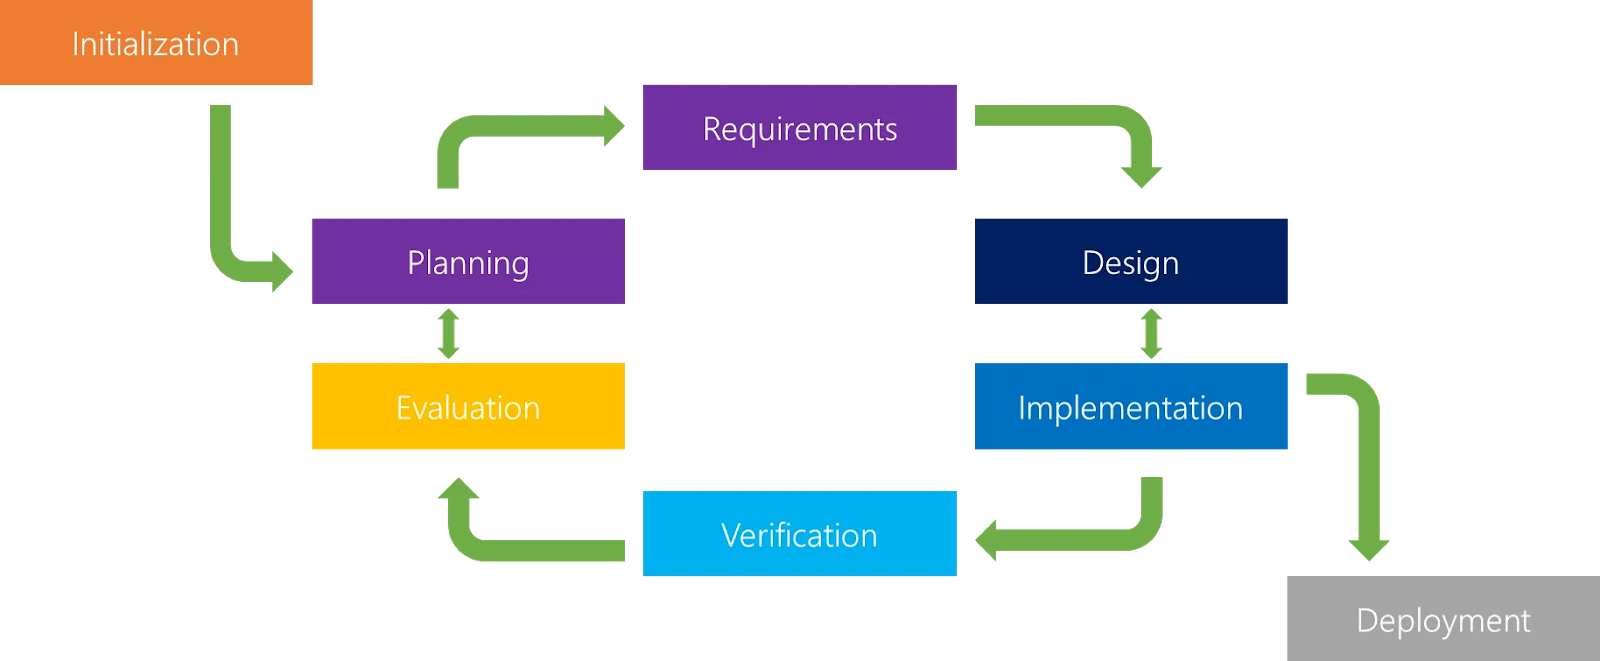 Initialization
Requirements
Planning
Design
Evaluation
Implementation
Verification
Deployment